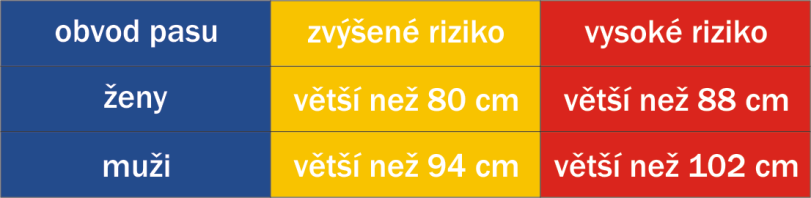 obvod pasu zvýšené riziko vysoké riziko
ženy větší než 80 cm větší než 88 cm
muži větší než 94 cm větší než 102 cm